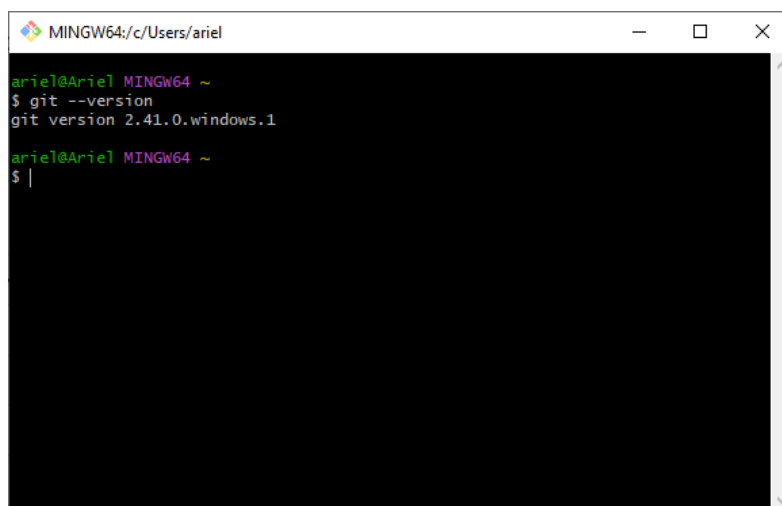 MINGW64:/c/Users/ariel
ariel@Ariel MINGW64 ~
$ git --version
git version 2.41.0.windows.1
ariel@Ariel MINGW64 ~
$